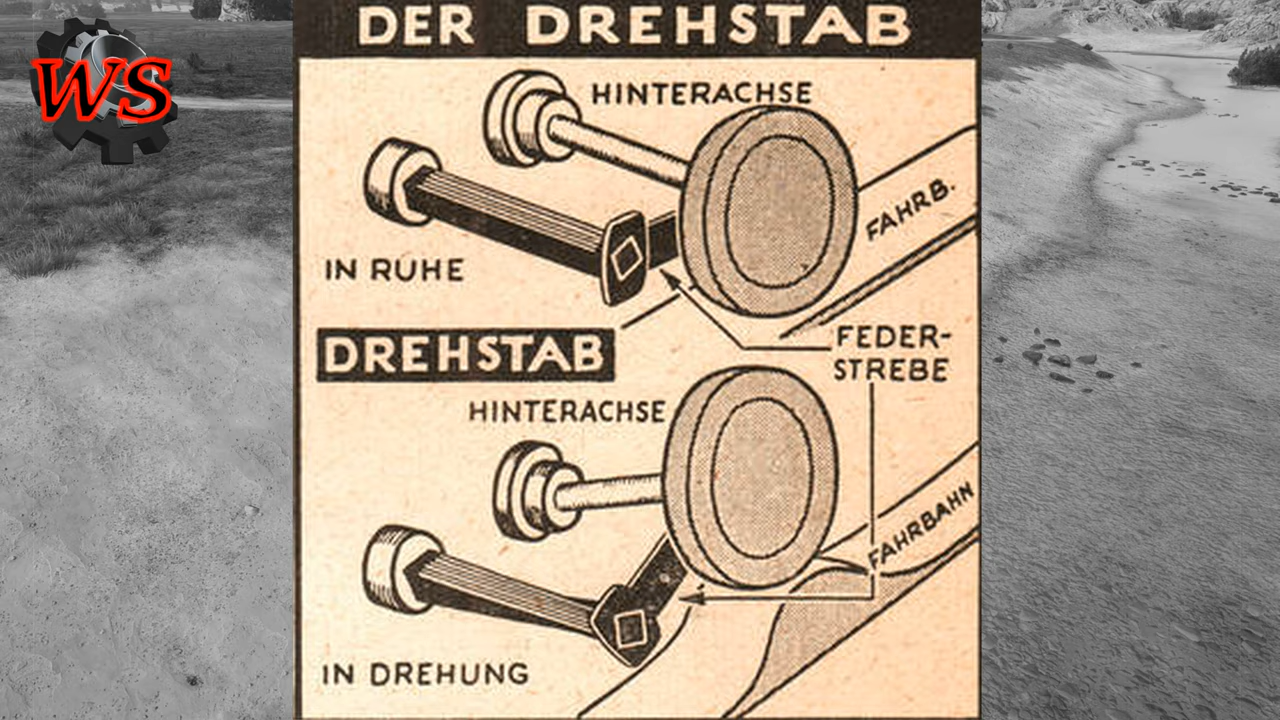 WS
DER DREHSTAB
HINTERACHSE
FAHRB.
IN RUHE
DREHSTAB
FEDER-
STREBE
HINTERACHSE
FAHRBAHN
IN DREHUNG